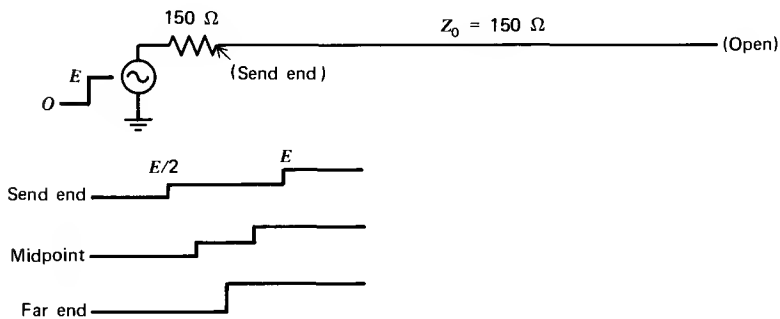 150 Ω
Z₀ = 150 Ω
(Open)
E
(Send end)
O
E/2
E
Send end
Midpoint
Far end